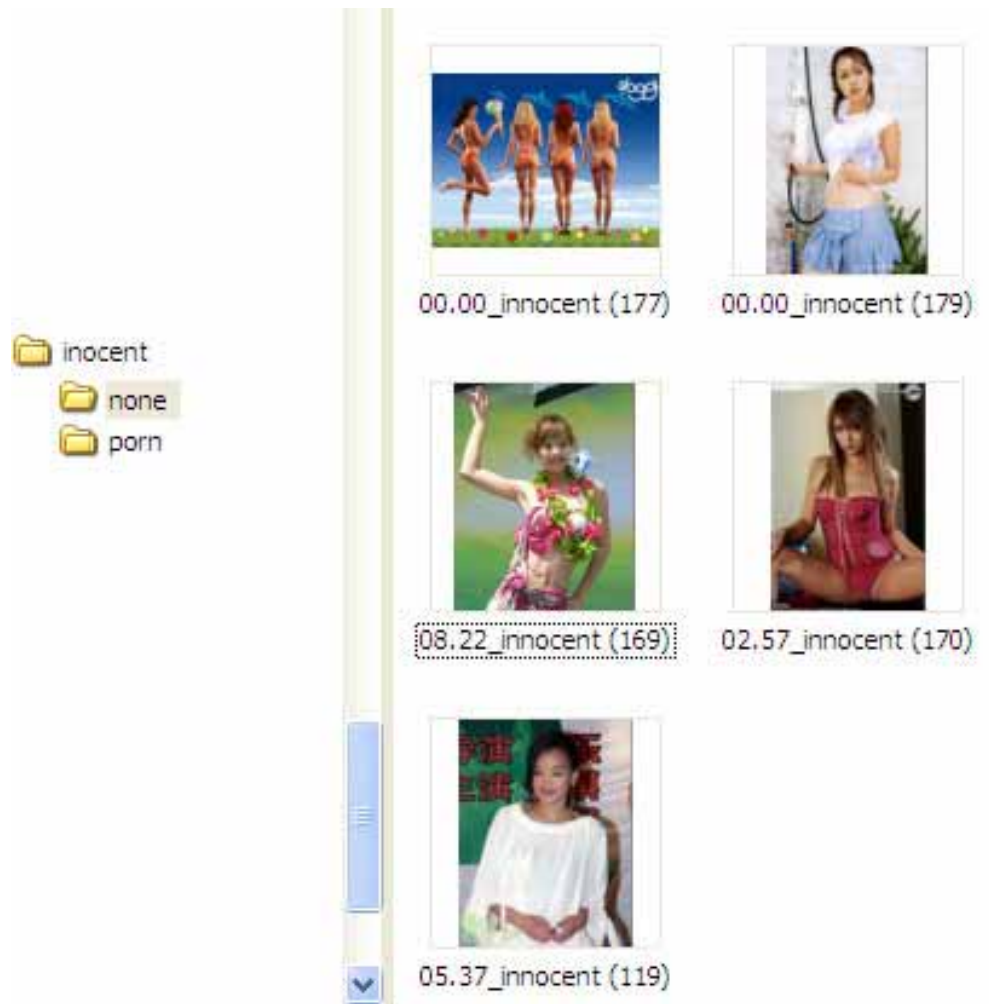 inocent
none
porn
00.00_innocent (177)
00.00_innocent (179)
08.22_innocent (169)
02.57_innocent (170)
05.37_innocent (119)